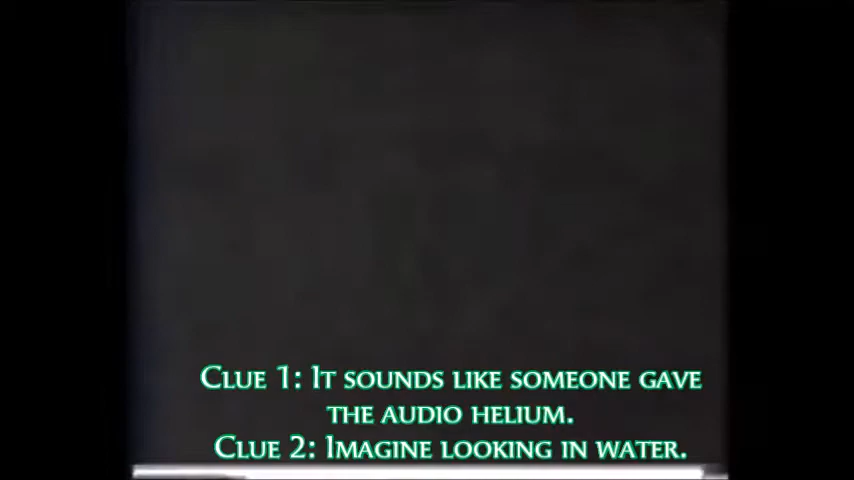 Clue 1: It sounds like someone gave
the audio helium.
Clue 2: Imagine looking in water.